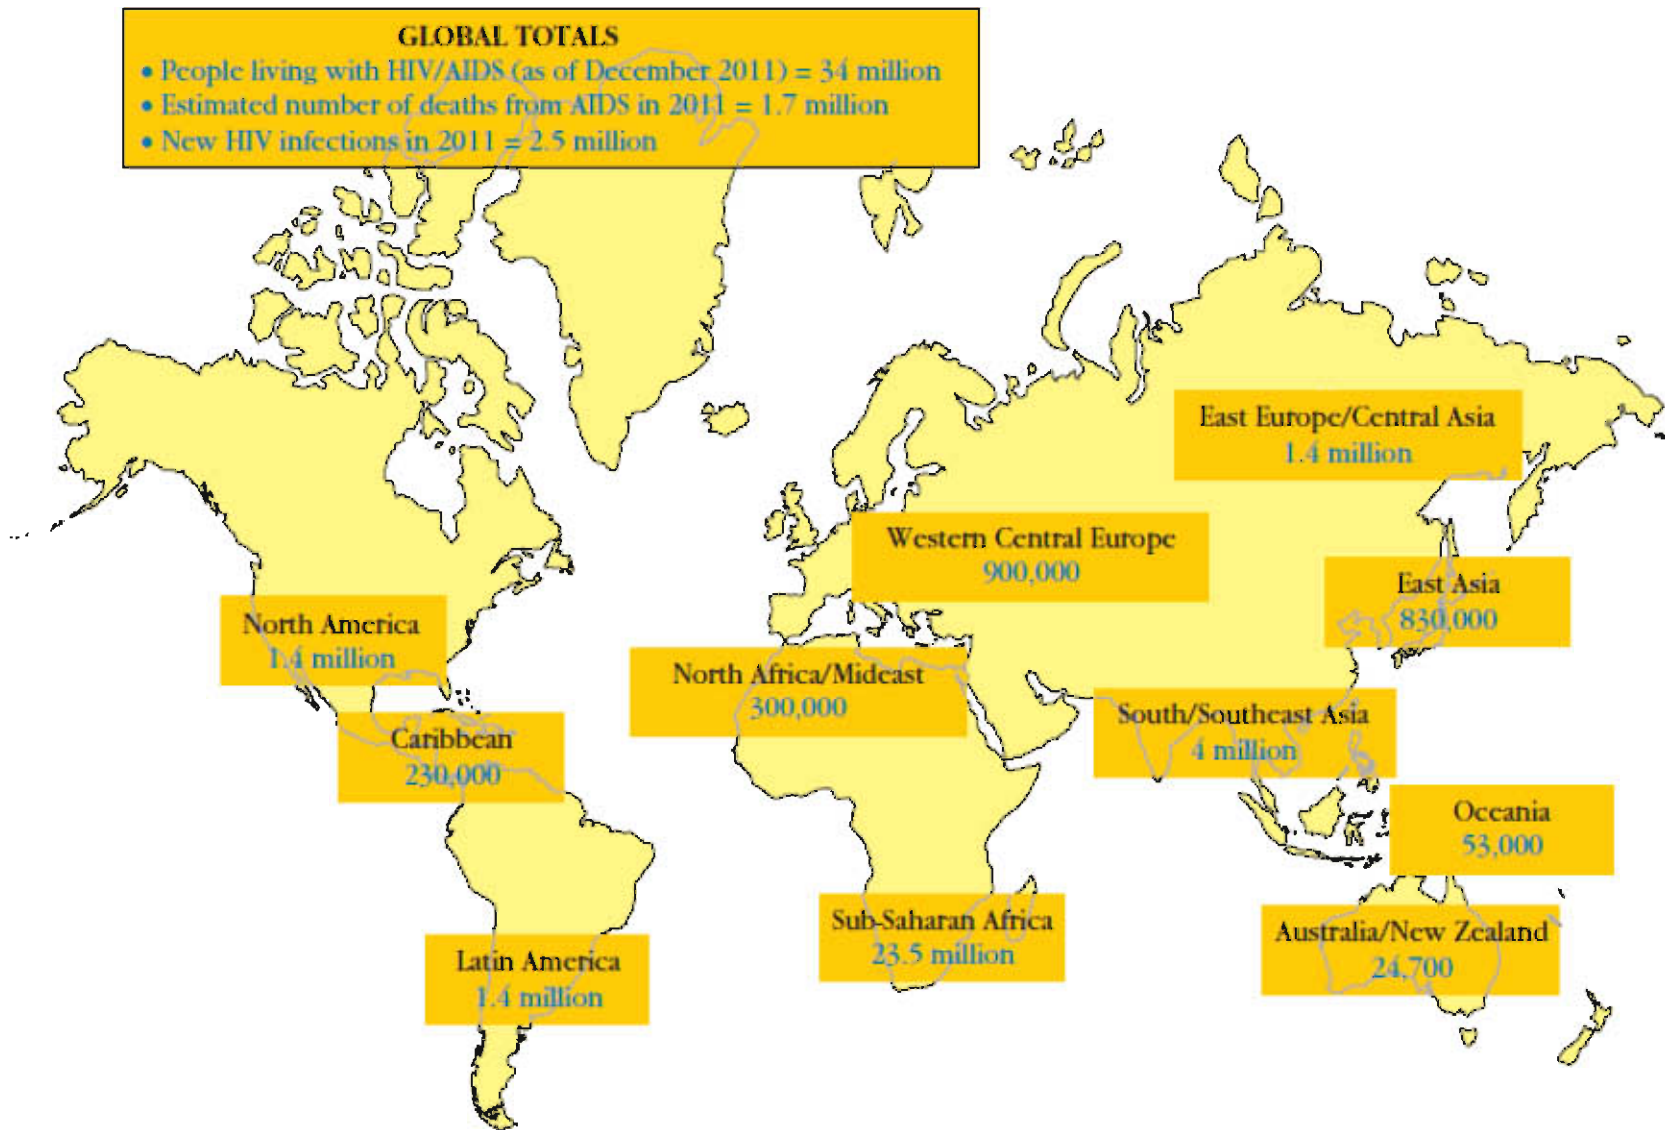 GLOBAL TOTALS
• People living with HIV/AIDS (as of December 2011) = 34 million
• Estimated number of deaths from AIDS in 2011 = 1.7 million
• New HIV infections in 2011 = 2.5 million
East Europe/Central Asia
1.4 million
Western Central Europe
900,000
East Asia
830,000
North America
1.4 million
North Africa/Mideast
300,000
South/Southeast Asia
4 million
Caribbean
230,000
Oceania
53,000
Sub-Saharan Africa
23.5 million
Australia/New Zealand
24,700
Latin America
1.4 million